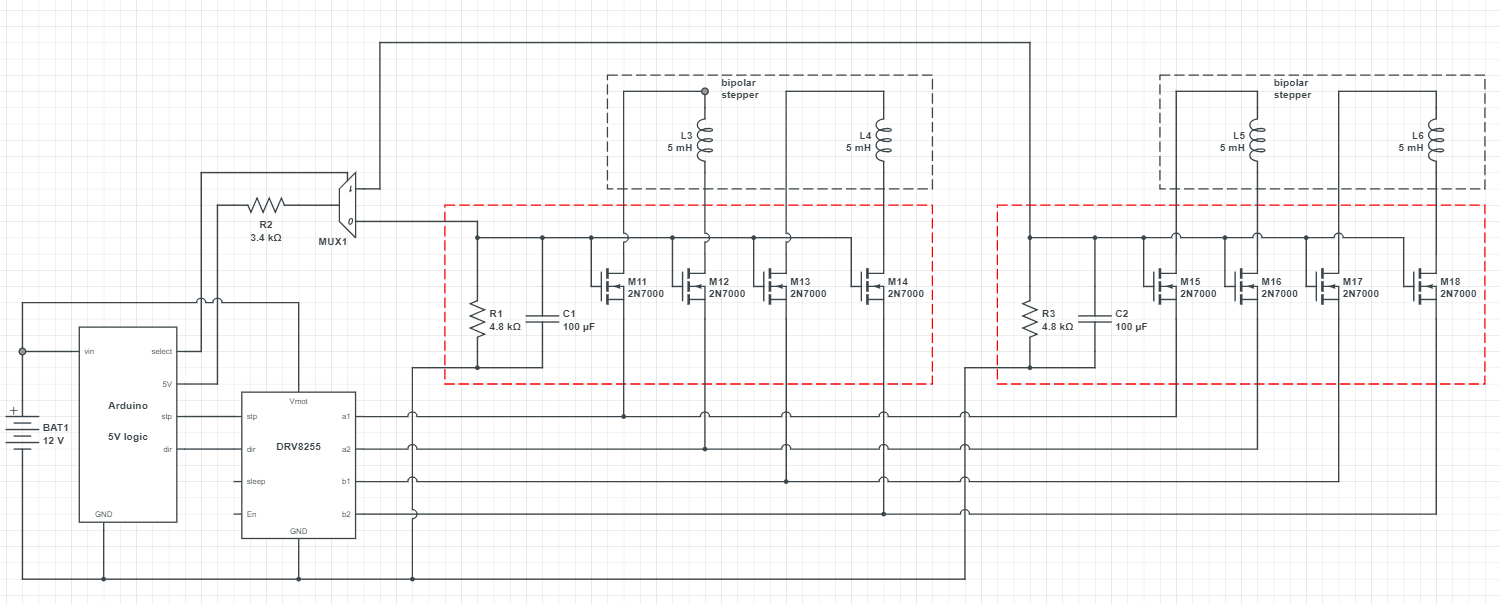 bipolar
stepper
bipolar
stepper
L3
5 mH
L4
5 mH
L5
5 mH
L6
5 mH
1
0
R2
3.4 kΩ
MUX1
M11
2N7000
M12
2N7000
M13
2N7000
M14
2N7000
M15
2N7000
M16
2N7000
M17
2N7000
M18
2N7000
R1
4.8 kΩ
C1
100 µF
R3
4.8 kΩ
C2
100 µF
vin
select
5V
Arduino
stp
5V logic
dir
GND
+
BAT1
12 V
Vmot
stp
a1
DRV8255
dir
a2
sleep
b1
En
b2
GND